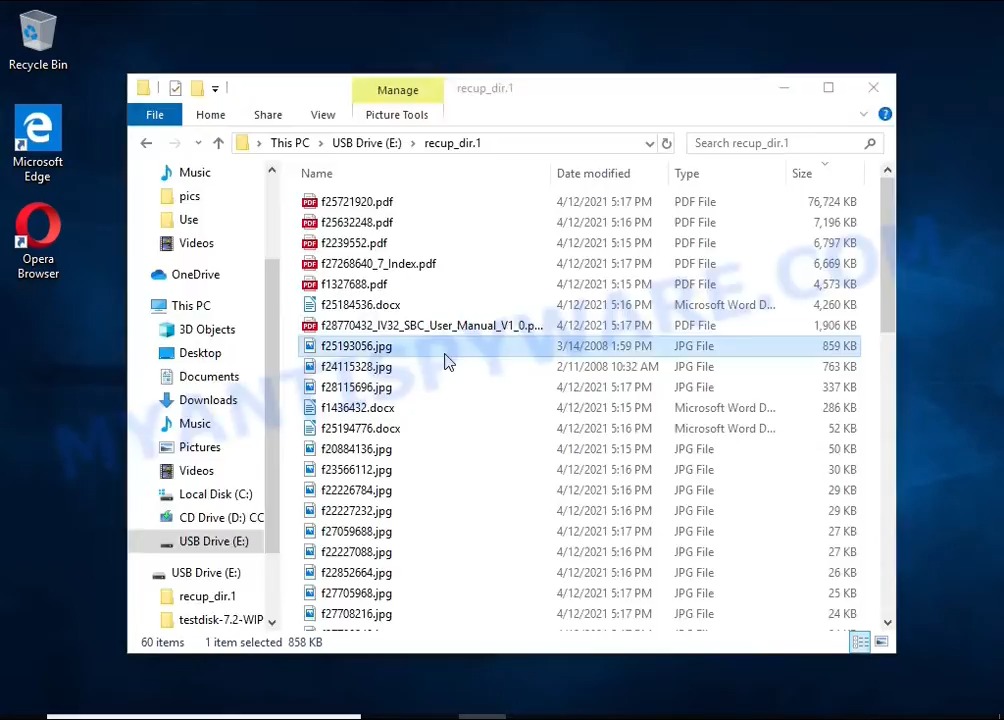 Recycle Bin
Microsoft
Edge
Opera
Browser
Manage
recup_dir.1
File Home Share View Picture Tools
This PC > USB Drive (E:) > recup_dir.1
Search recup_dir.1
Name Date modified Type Size
f25721920.pdf 4/12/2021 5:17 PM PDF File 76,724 KB
f25632248.pdf 4/12/2021 5:17 PM PDF File 7,196 KB
f2239552.pdf 4/12/2021 5:15 PM PDF File 6,797 KB
f27268640_7_Index.pdf 4/12/2021 5:17 PM PDF File 6,669 KB
f1327688.pdf 4/12/2021 5:15 PM PDF File 4,573 KB
f25184536.docx 4/12/2021 5:16 PM Microsoft Word D... 4,260 KB
f28770432_IV32_SBC_User_Manual_V1_0.p... 4/12/2021 5:17 PM PDF File 1,906 KB
f25193056.jpg 3/14/2008 1:59 PM JPG File 859 KB
f24115328.jpg 2/11/2008 10:32 AM JPG File 763 KB
f28115696.jpg 4/12/2021 5:17 PM JPG File 337 KB
f1436432.docx 4/12/2021 5:15 PM Microsoft Word D... 286 KB
f25194776.docx 4/12/2021 5:16 PM Microsoft Word D... 52 KB
f20884136.jpg 4/12/2021 5:15 PM JPG File 50 KB
f23566112.jpg 4/12/2021 5:16 PM JPG File 30 KB
f22226784.jpg 4/12/2021 5:16 PM JPG File 29 KB
f22227232.jpg 4/12/2021 5:16 PM JPG File 29 KB
f27059688.jpg 4/12/2021 5:17 PM JPG File 27 KB
f22227088.jpg 4/12/2021 5:16 PM JPG File 27 KB
f22852664.jpg 4/12/2021 5:16 PM JPG File 26 KB
f27705968.jpg 4/12/2021 5:17 PM JPG File 25 KB
f27708216.jpg 4/12/2021 5:17 PM JPG File 24 KB
Music
pics
Use
Videos
OneDrive
This PC
3D Objects
Desktop
Documents
Downloads
Music
Pictures
Videos
Local Disk (C:)
CD Drive (D:) CC
USB Drive (E:)
USB Drive (E:)
recup_dir.1
testdisk-7.2-WIP
60 items 1 item selected 858 KB
MYANTISPYWARE.COM